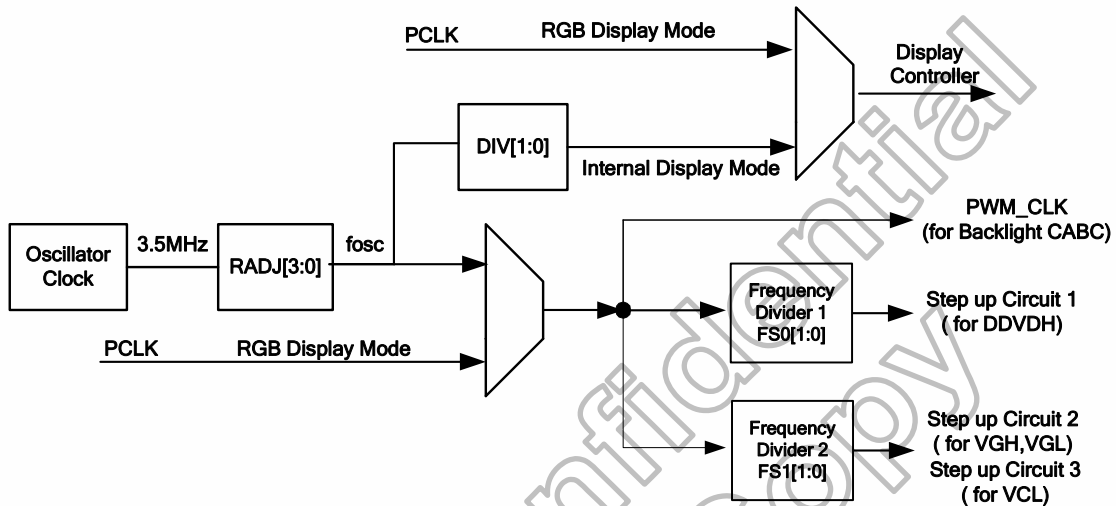 PCLK RGB Display Mode
Display
Controller
DIV[1:0]
Internal Display Mode
PWM_CLK
(for Backlight CABC)
Oscillator
Clock
3.5MHz
RADJ[3:0]
fosc
Frequency
Divider 1
FS0[1:0]
Step up Circuit 1
( for DDVDH)
PCLK RGB Display Mode
Frequency
Divider 2
FS1[1:0]
Step up Circuit 2
( for VGH,VGL)
Step up Circuit 3
( for VCL)
nfidential
opy